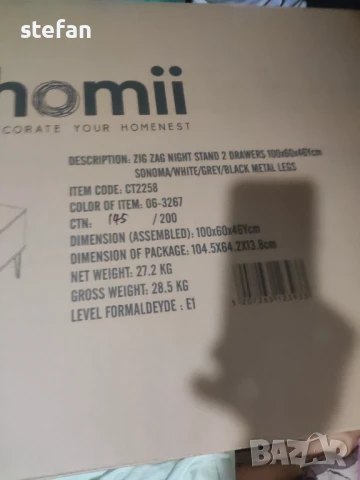 stefan
homii
CORATE YOUR HOMENEST
DESCRIPTION: ZIG ZAG NIGHT STAND 2 DRAWERS 100x60x46Ycm
SONOMA/WHITE/GREY/BLACK METAL LEGS
ITEM CODE: CT2258
COLOR OF ITEM: 06-3267
CTN: 145 /200
DIMENSION (ASSEMBLED): 100x60x46Ycm
DIMENSION OF PACKAGE: 104.5X64.2X13.8cm
NET WEIGHT: 27.2 KG
GROSS WEIGHT: 28.5 KG
LEVEL FORMALDEYDE : E1
BAZAR